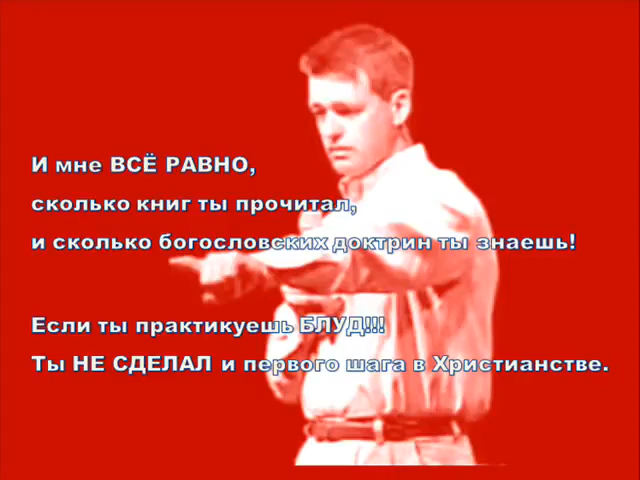 И мне ВСЁ РАВНО,
сколько книг ты прочитал,
и сколько богословских доктрин ты знаешь!
Если ты практикуешь БЛУД!!!
Ты НЕ СДЕЛАЛ и первого шага в Христианстве.